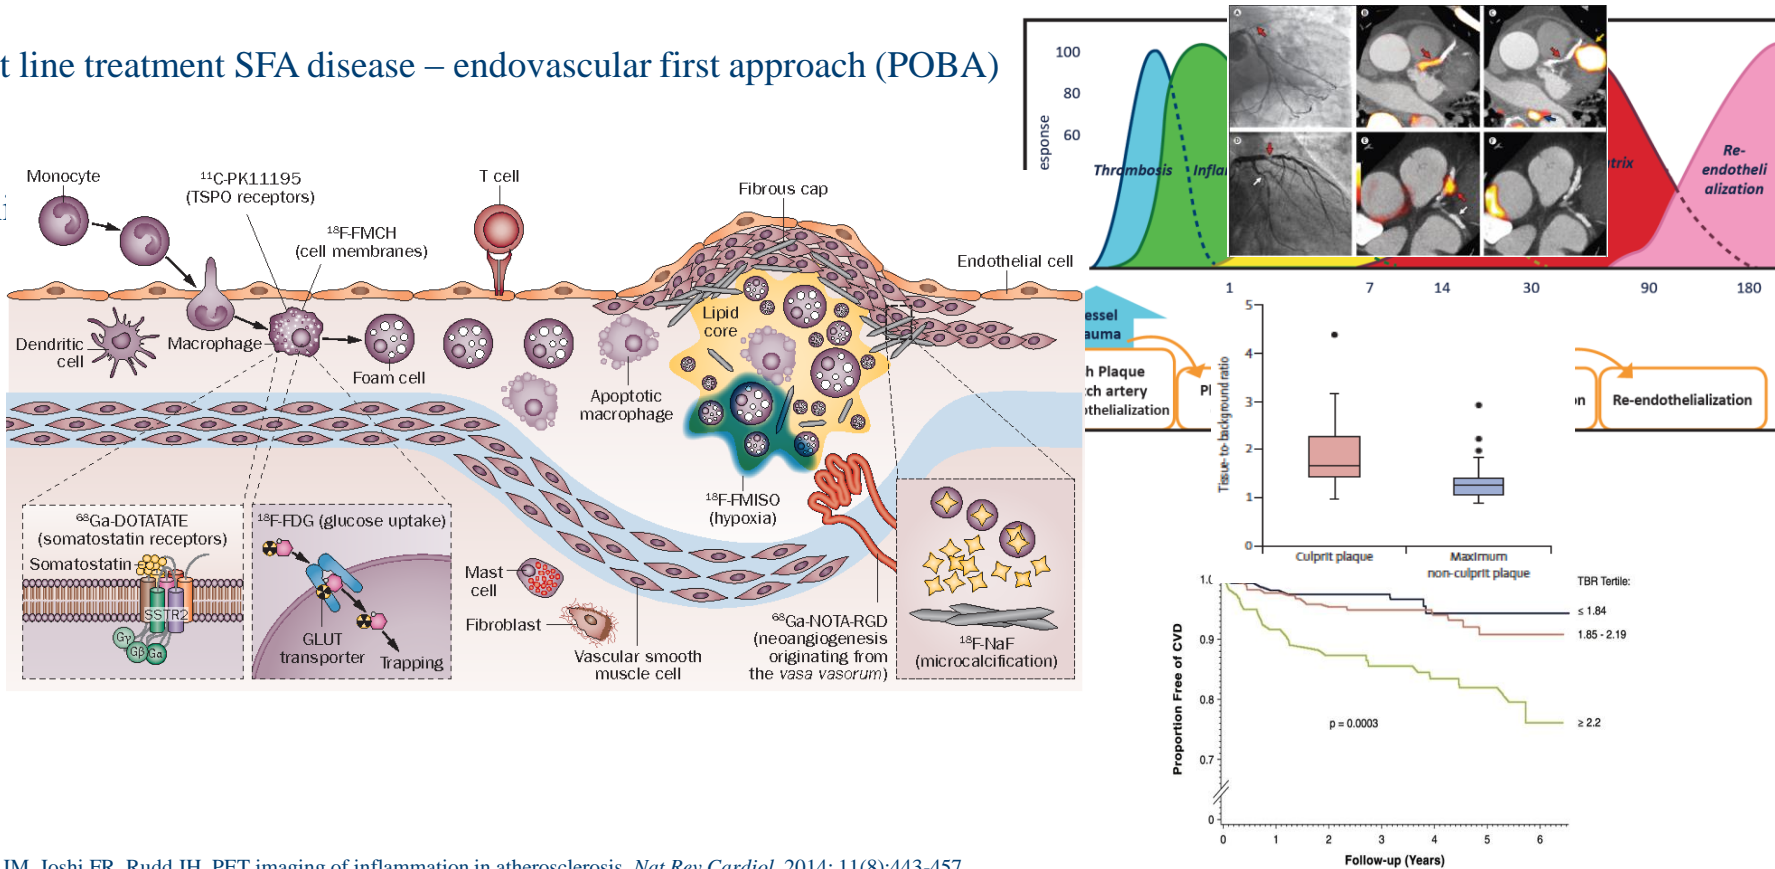 t line treatment SFA disease – endovascular first approach (POBA)
Monocyte
11C-PK11195
(TSPO receptors)
18F-FMCH
(cell membranes)
T cell
Fibrous cap
Endothelial cell
Dendritic
cell
Macrophage
Foam cell
Apoptotic
macrophage
Lipid
core
18F-FMISO
(hypoxia)
68Ga-DOTATATE
(somatostatin receptors)
Somatostatin
SSTR2
Gγ
Gβ
Gα
18F-FDG (glucose uptake)
GLUT
transporter
Trapping
Mast
cell
Fibroblast
Vascular smooth
muscle cell
68Ga-NOTA-RGD
(neoangiogenesis
originating from
the vasa vasorum)
18F-NaF
(microcalcification)
esponse
100
80
60
Thrombosis
Infla
trix
Re-
endotheli
alization
A
B
C
D
E
F
1
7
14
30
90
180
essel
auma
h Plaque
ch artery
othelialization
Pl
on
Re-endothelialization
Tissue-to-background ratio
5
4
3
2
1
0
Culprit plaque
Maximum
non-culprit plaque
Proportion Free of CVD
1.0
0.9
0.8
0.7
0
TBR Tertile:
≤ 1.84
1.85 - 2.19
≥ 2.2
p = 0.0003
0 1 2 3 4 5 6
Follow-up (Years)
JM, Joshi FR, Rudd JH. PET imaging of inflammation in atherosclerosis. Nat Rev Cardiol. 2014; 11(8):443-457